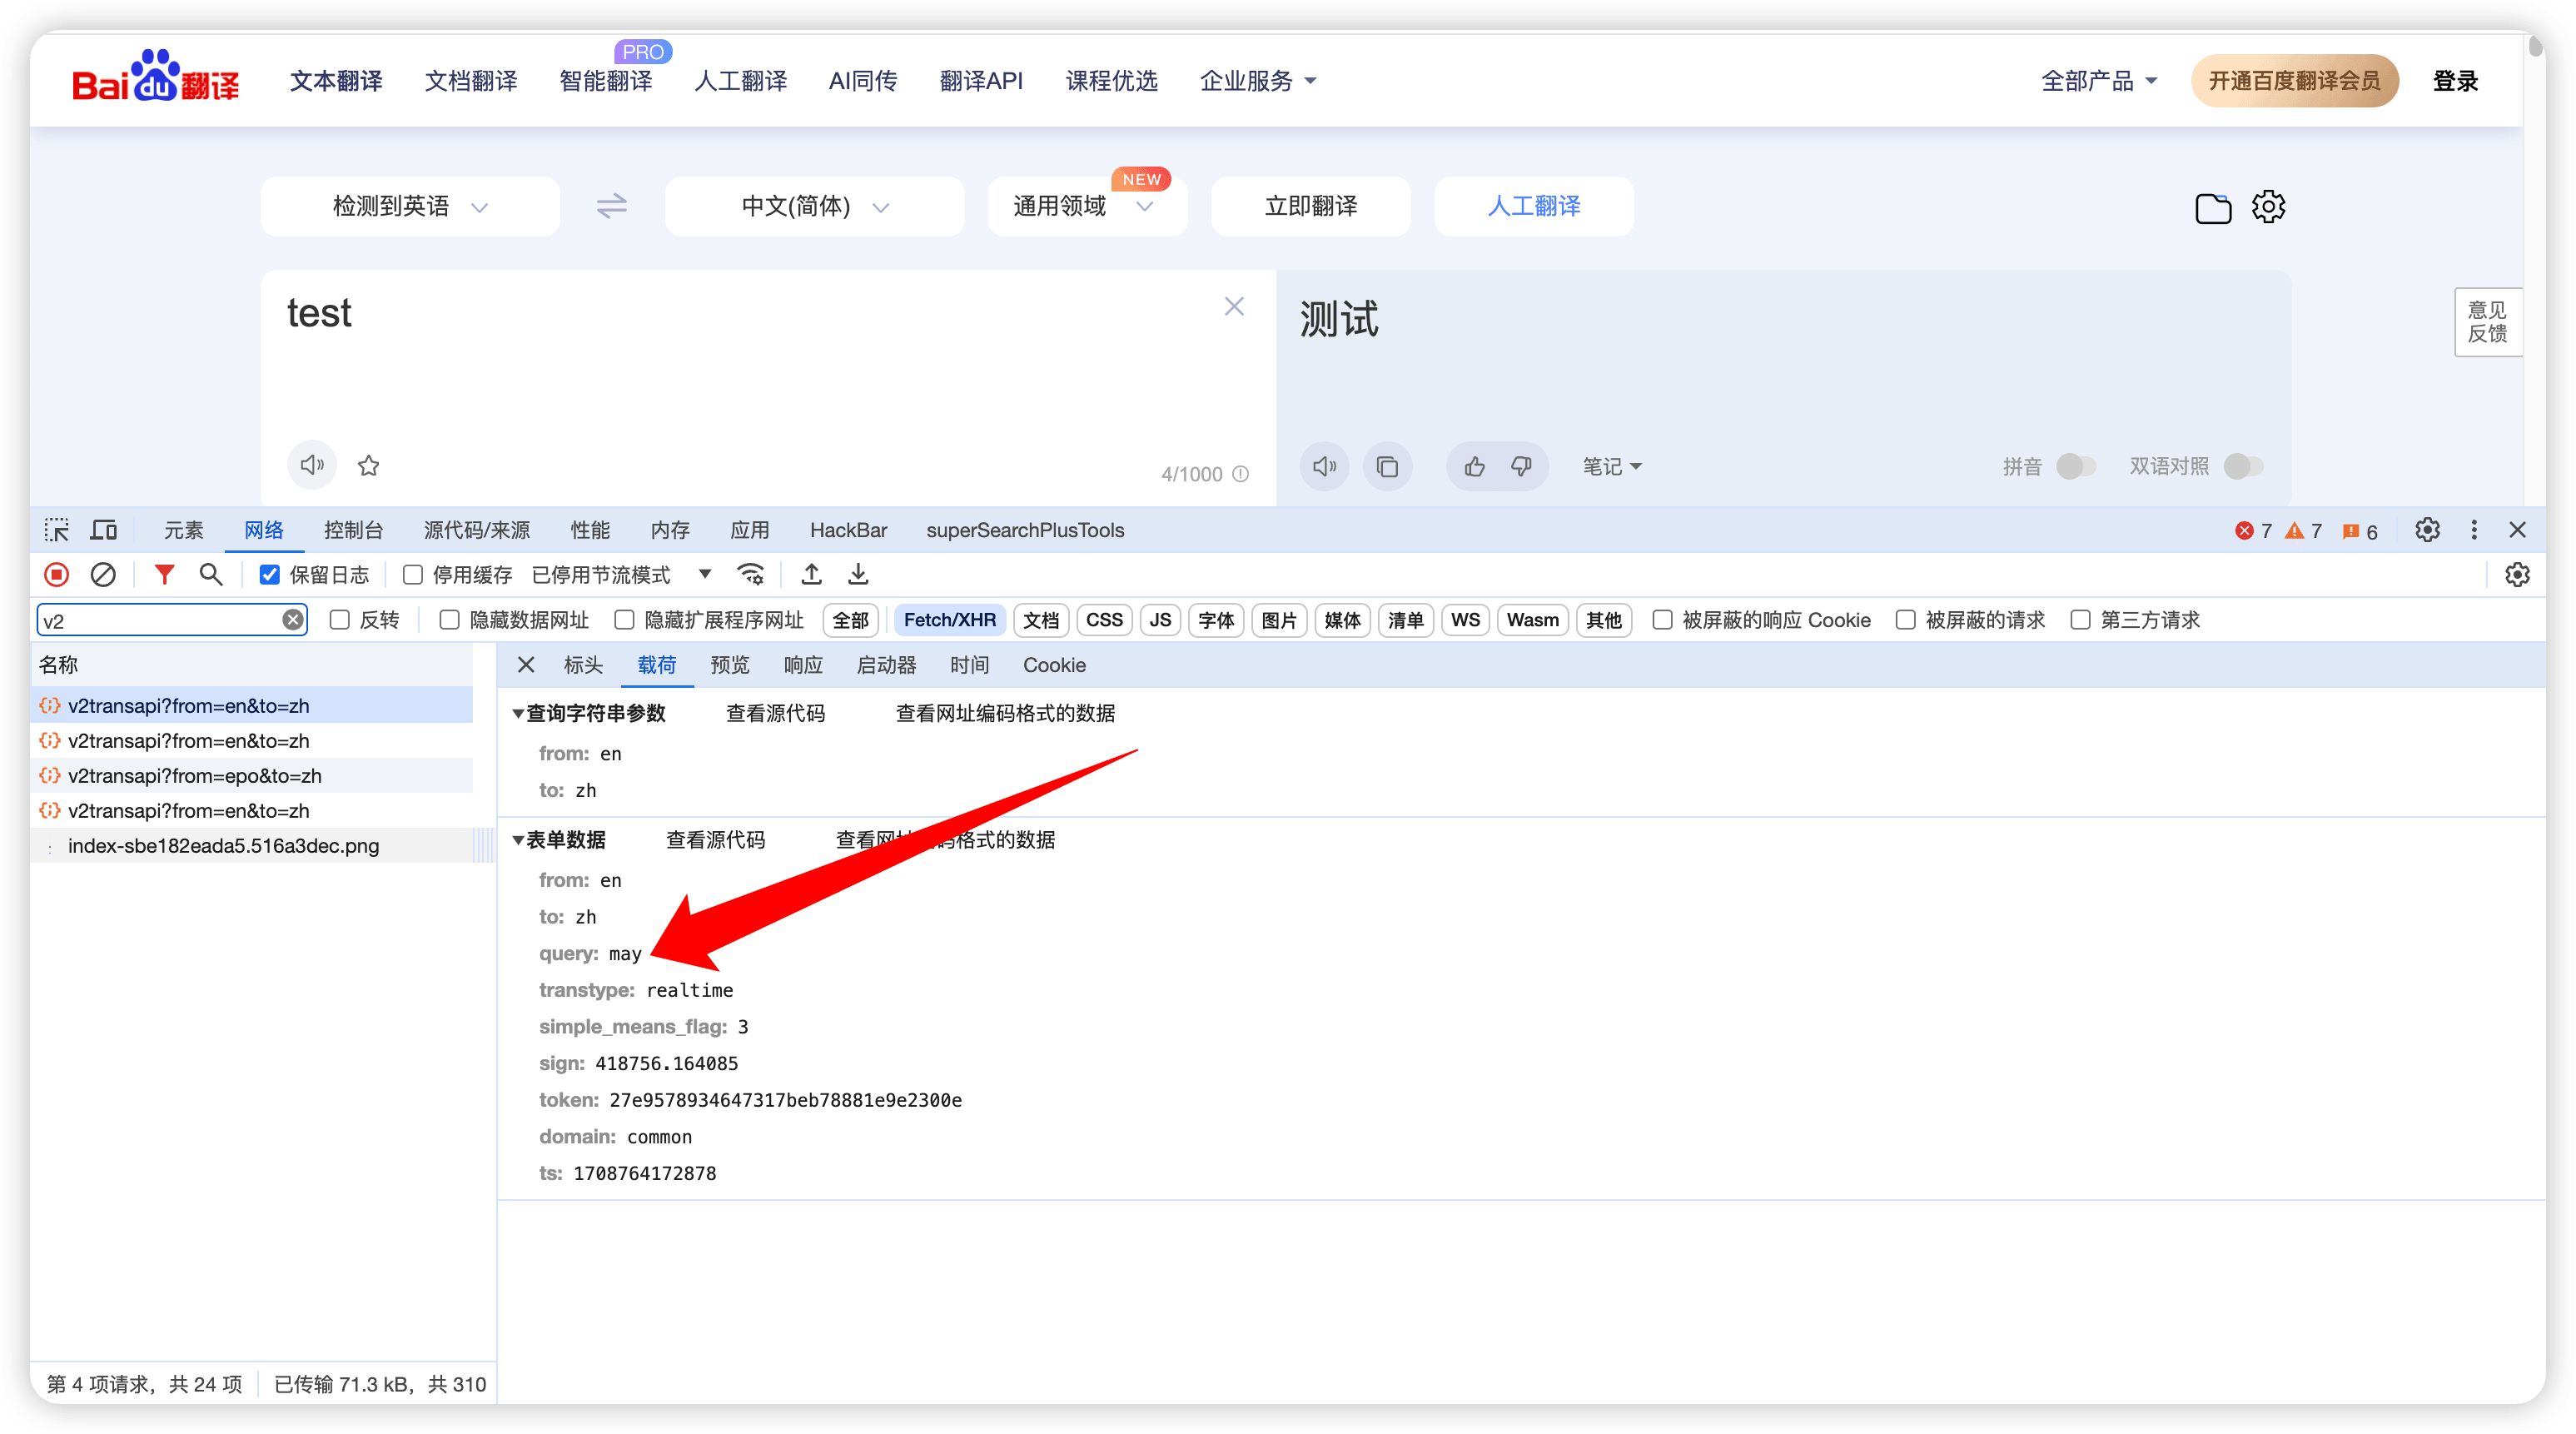 Bai du 翻译 文本翻译 文档翻译 智能翻译 PRO 人工翻译 AI同传 翻译API 课程优选 企业服务 全部产品 开通百度翻译会员 登录
检测到英语 中文(简体) 通用领域 NEW 立即翻译 人工翻译
test 测试
意见
反馈
4/1000 笔记 拼音 双语对照
元素 网络 控制台 源代码/来源 性能 内存 应用 HackBar superSearchPlusTools 7 7 6
保留日志 停用缓存 已停用节流模式
v2 反转 隐藏数据网址 隐藏扩展程序网址 全部 Fetch/XHR 文档 CSS JS 字体 图片 媒体 清单 WS Wasm 其他 被屏蔽的响应 Cookie 被屏蔽的请求 第三方请求
名称 标头 载荷 预览 响应 启动器 时间 Cookie
v2transapi?from=en&to=zh
v2transapi?from=en&to=zh
v2transapi?from=epo&to=zh
v2transapi?from=en&to=zh
index-sbe182eada5.516a3dec.png
查询字符串参数 查看源代码 查看网址编码格式的数据
from: en
to: zh
表单数据 查看源代码 查看网 码格式的数据
from: en
to: zh
query: may
transtype: realtime
simple_means_flag: 3
sign: 418756.164085
token: 27e9578934647317beb78881e9e2300e
domain: common
ts: 1708764172878
第 4 项请求，共 24 项 已传输 71.3 kB，共 310